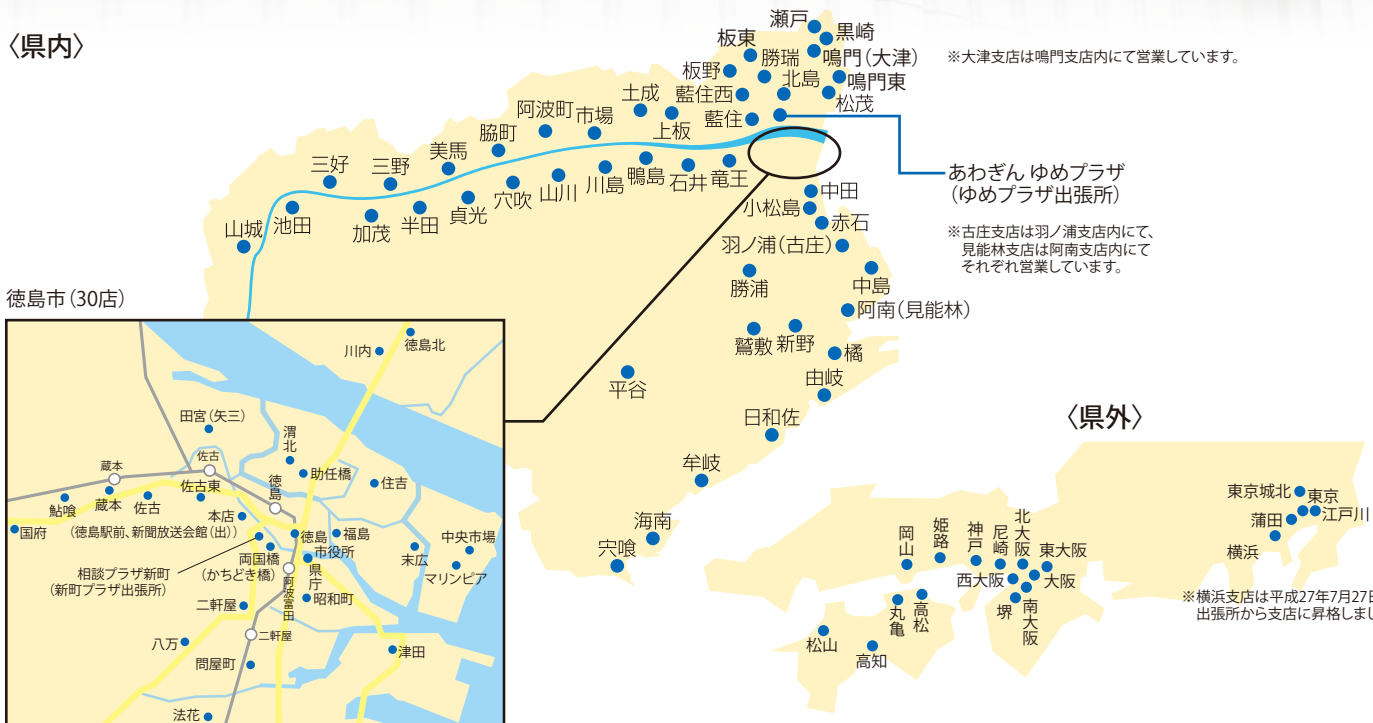 〈県内〉
瀬戸
黒崎
板東
勝瑞
鳴門(大津)
※大津支店は鳴門支店内にて営業しています。
板野
北島
鳴門東
藍住西
松茂
土成
阿波町
市場
上板
藍住
脇町
美馬
三野
三好
鴨島
石井
竜王
川島
山川
穴吹
貞光
半田
加茂
池田
山城
あわぎん ゆめプラザ
(ゆめプラザ出張所)
中田
小松島
赤石
※古庄支店は羽ノ浦支店内にて、
見能林支店は阿南支店内にて
それぞれ営業しています。
羽ノ浦(古庄)
勝浦
中島
阿南(見能林)
鷲敷
新野
橘
由岐
平谷
日和佐
牟岐
海南
宍喰
徳島市(30店)
徳島北
川内
田宮(矢三)
渭北
佐古
蔵本
助任橋
住吉
徳島
佐古東
鮎喰
蔵本
佐古
本店
(徳島駅前、新聞放送会館(出))
国府
徳島
福島
市役所
中央市場
末広
マリンピア
両国橋
(かちどき橋)
相談プラザ新町
(新町プラザ出張所)
県庁
阿波富田
昭和町
二軒屋
二軒屋
八万
問屋町
津田
法花
〈県外〉
東京城北
東京
江戸川
蒲田
横浜
※横浜支店は平成27年7月27日
出張所から支店に昇格しまし
岡山
姫路
神戸
尼崎
北大阪
東大阪
西大阪
大阪
堺
南大阪
丸亀
高松
松山
高知